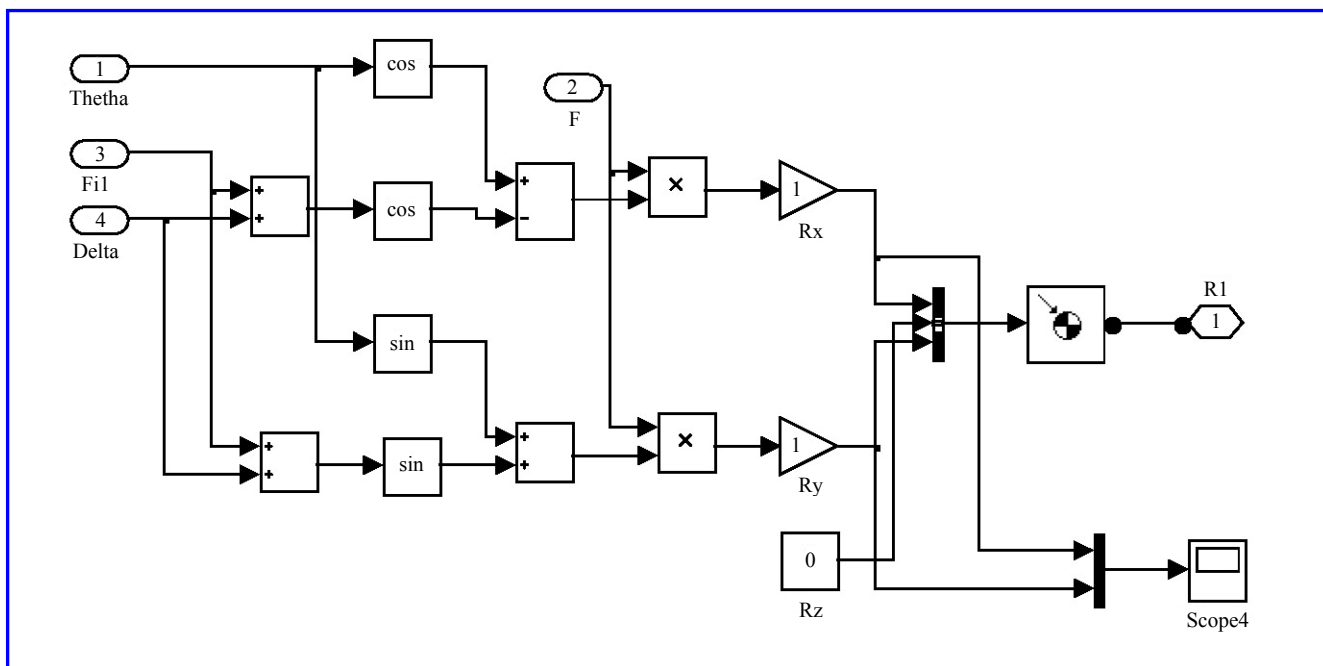 1
Thetha
cos
2
F
3
Fi1
+
+
cos
+
−
×
1
Rx
4
Delta
R1
1
sin
+
+
sin
+
+
×
1
Ry
0
Rz
Scope4